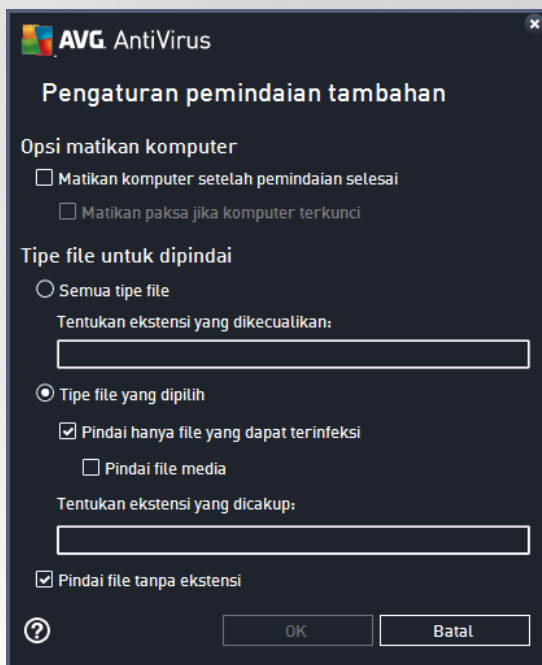 AVG. AntiVirus
Pengaturan pemindaian tambahan
Opsi matikan komputer
Matikan komputer setelah pemindaian selesai
Matikan paksa jika komputer terkunci
Tipe file untuk dipindai
Semua tipe file
Tentukan ekstensi yang dikecualikan:
Tipe file yang dipilih
Pindai hanya file yang dapat terinfeksi
Pindai file media
Tentukan ekstensi yang dicakup:
Pindai file tanpa ekstensi
? OK Batal